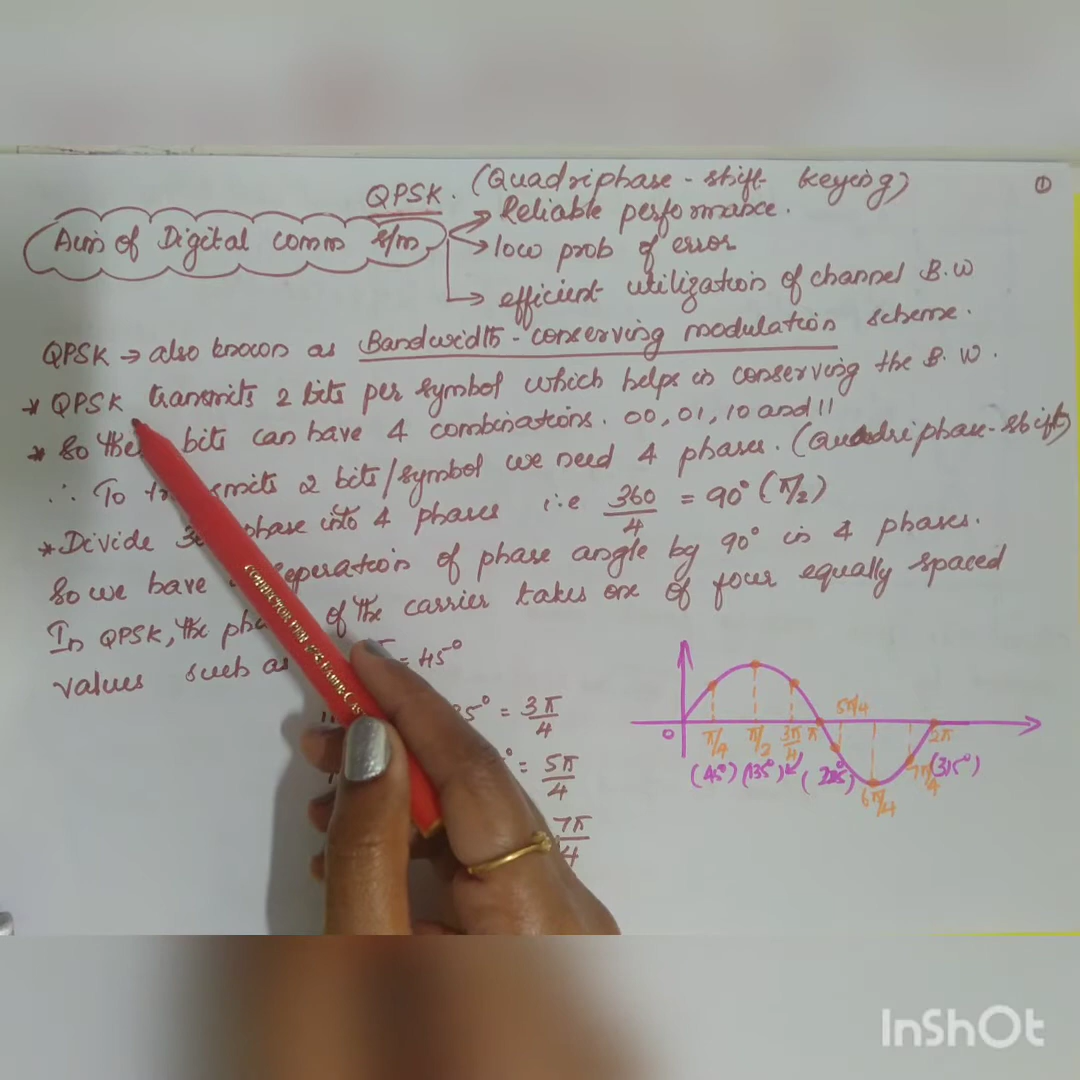 QPSK. (Quadriphase-shift keying) ①
Aim of Digital comm s/m → Reliable performance.
→ low prob of error
→ efficient utilization of channel B.W
QPSK → also known as Bandwidth-conserving modulation scheme.
* QPSK transmits 2 bits per symbol which helps in conserving the B.W.
* So the bits can have 4 combinations. 00, 01, 10 and 11
∴ To smits 2 bits/symbol we need 4 phases. (Quadriphase-shift)
* Divide phase into 4 phases i.e 360/4 = 90° (π/2)
So we have seperation of phase angle by 90° in 4 phases.
In QPSK, the of the carrier takes one of four equally spaced
values such as = 45°
35° = 3π/4
° = 5π/4
7π/4
0 π/4 π/2 3π/4 π 5π/4 6π/4 7π/4 2π
(45°) (135°) (315°)
CONNECTOR PEN